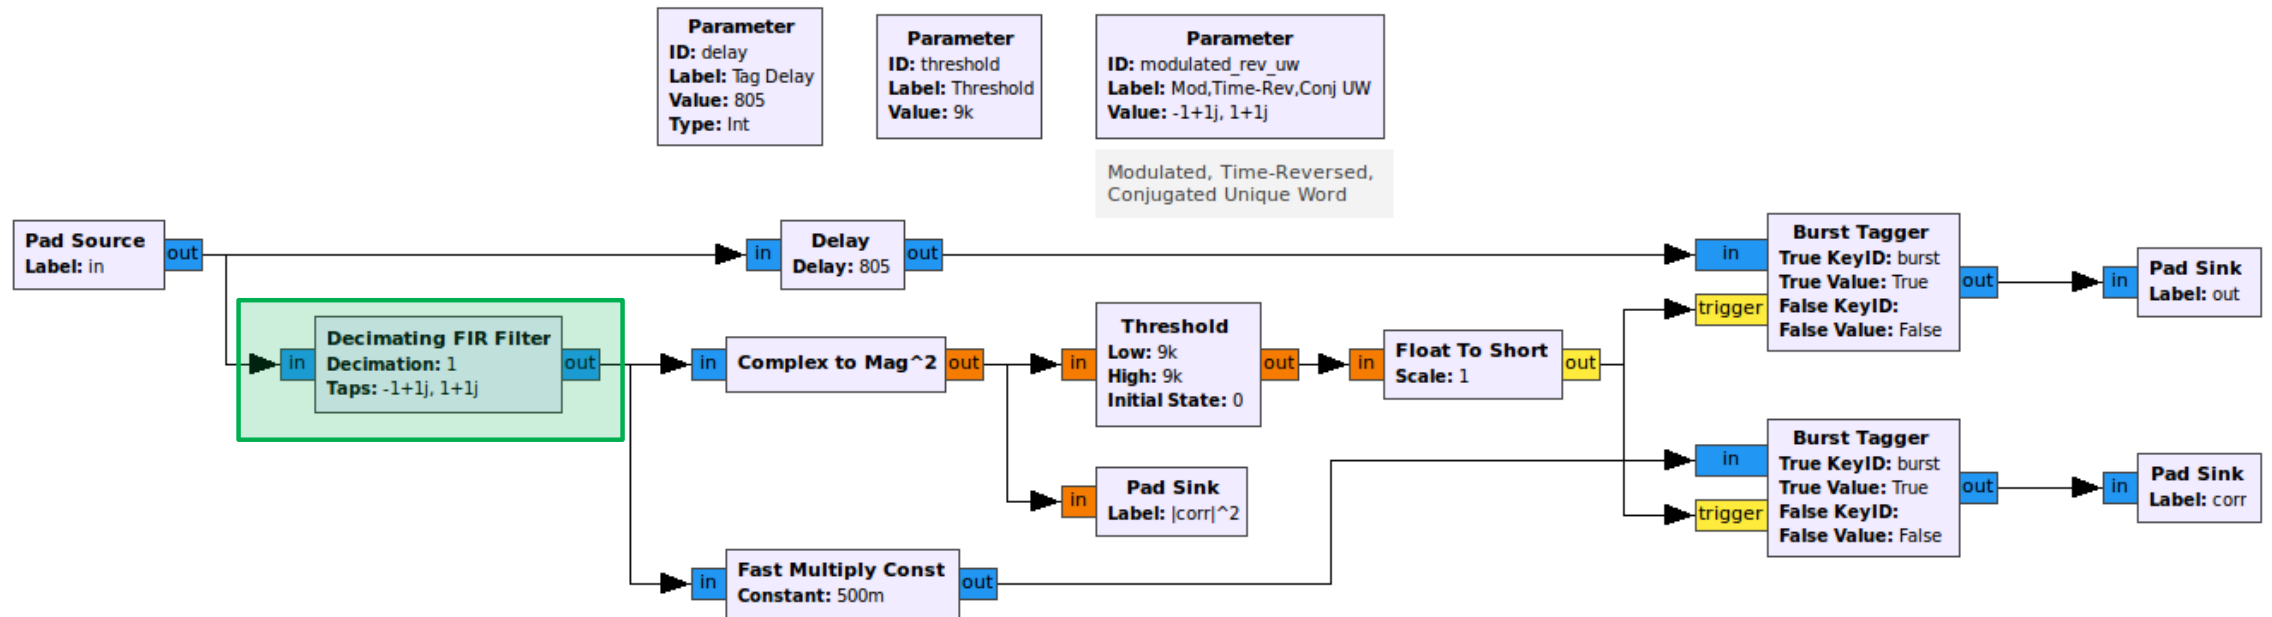 Parameter
ID: delay
Label: Tag Delay
Value: 805
Type: Int
Parameter
ID: threshold
Label: Threshold
Value: 9k
Parameter
ID: modulated_rev_uw
Label: Mod,Time-Rev,Conj UW
Value: -1+1j, 1+1j
Modulated, Time-Reversed,
Conjugated Unique Word
Pad Source
Label: in
out
in
Delay
Delay: 805
out
in
trigger
Burst Tagger
True KeyID: burst
True Value: True
False KeyID:
False Value: False
out
in
Pad Sink
Label: out
in
Decimating FIR Filter
Decimation: 1
Taps: -1+1j, 1+1j
out
in
Complex to Mag^2
out
in
Threshold
Low: 9k
High: 9k
Initial State: 0
out
in
Float To Short
Scale: 1
out
in
Pad Sink
Label: |corr|^2
in
trigger
Burst Tagger
True KeyID: burst
True Value: True
False KeyID:
False Value: False
out
in
Pad Sink
Label: corr
in
Fast Multiply Const
Constant: 500m
out